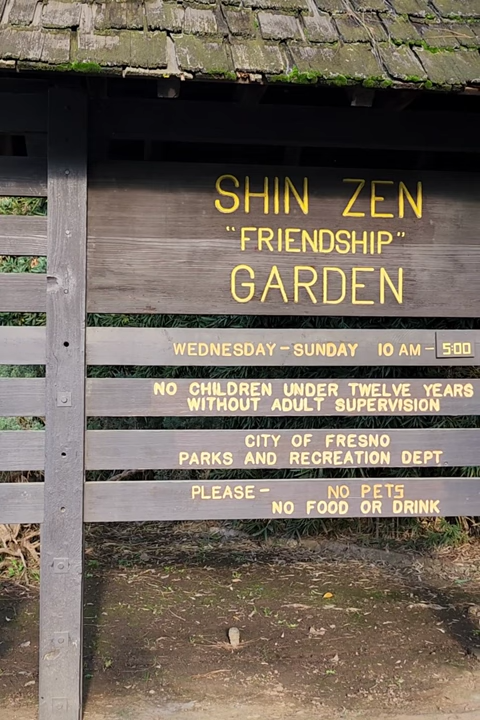 SHIN ZEN
"FRIENDSHIP"
GARDEN
WEDNESDAY-SUNDAY 10 AM-5:00
NO CHILDREN UNDER TWELVE YEARS
WITHOUT ADULT SUPERVISION
CITY OF FRESNO
PARKS AND RECREATION DEPT
PLEASE- NO PETS
NO FOOD OR DRINK